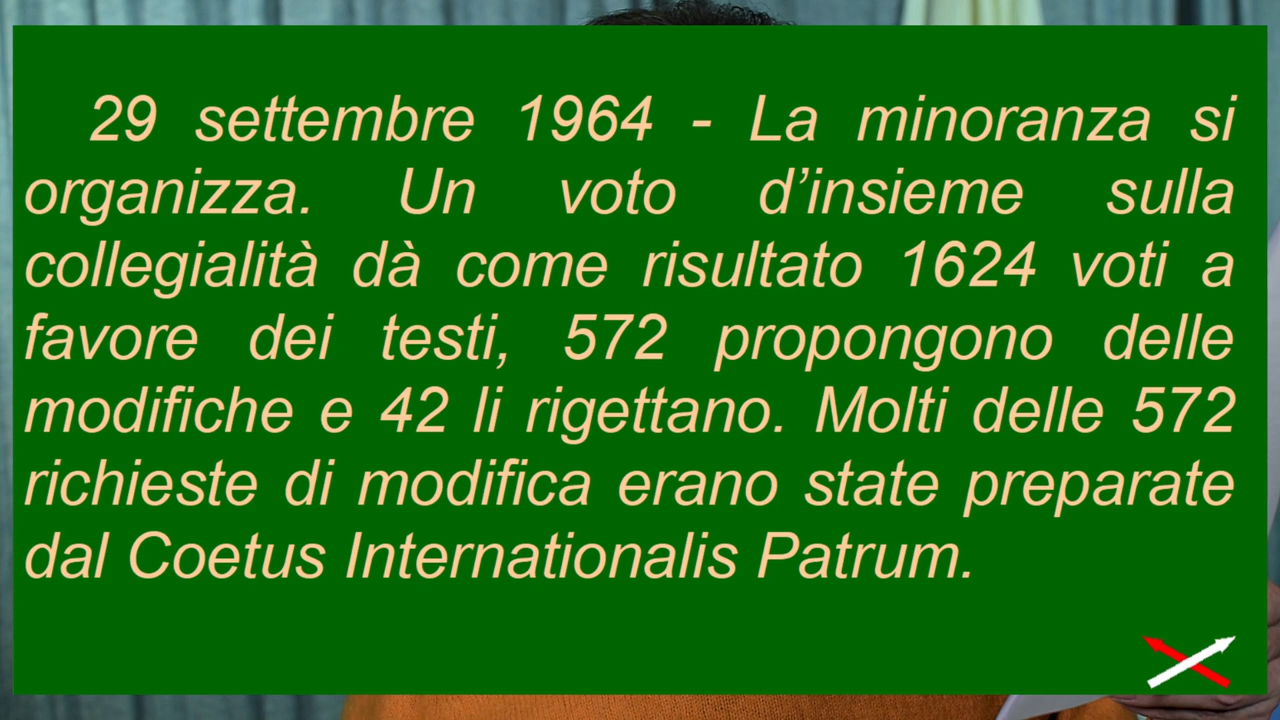 29 settembre 1964 - La minoranza si
organizza. Un voto d’insieme sulla
collegialità dà come risultato 1624 voti a
favore dei testi, 572 propongono delle
modifiche e 42 li rigettano. Molti delle 572
richieste di modifica erano state preparate
dal Coetus Internationalis Patrum.